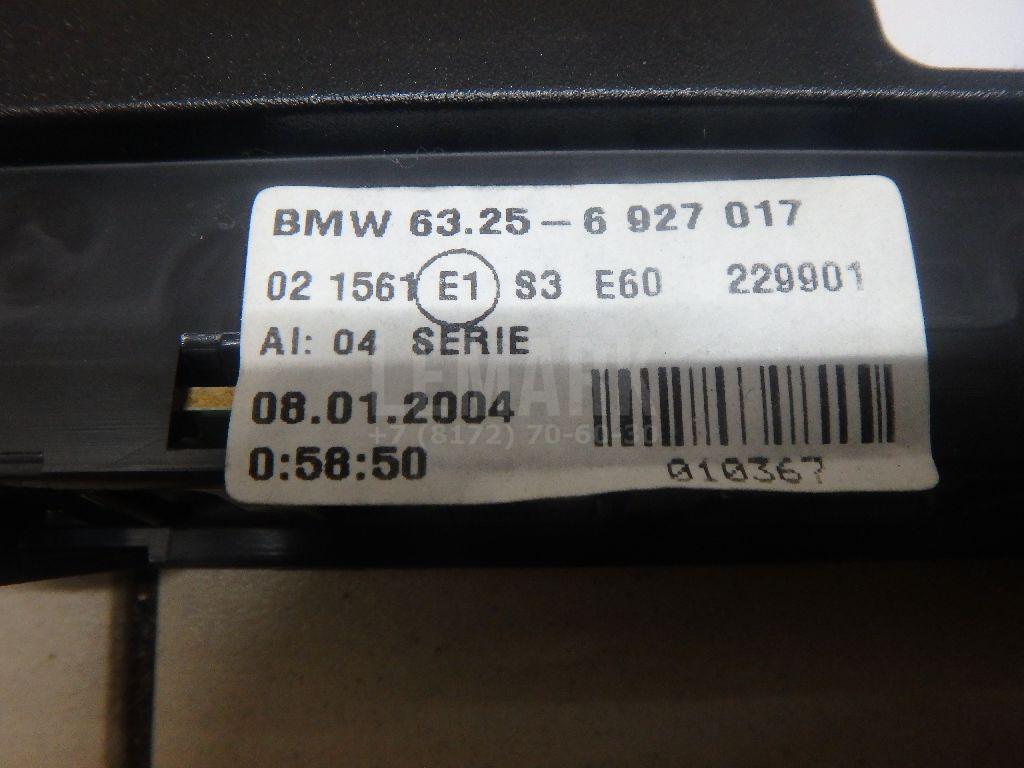 BMW 63.25 – 6 927 017
02 1561 E1 S3 E60 229901
AI: 04 SERIE
LEMARK
08.01.2004
+7 (8172) 70-60-30
0:58:50
010367